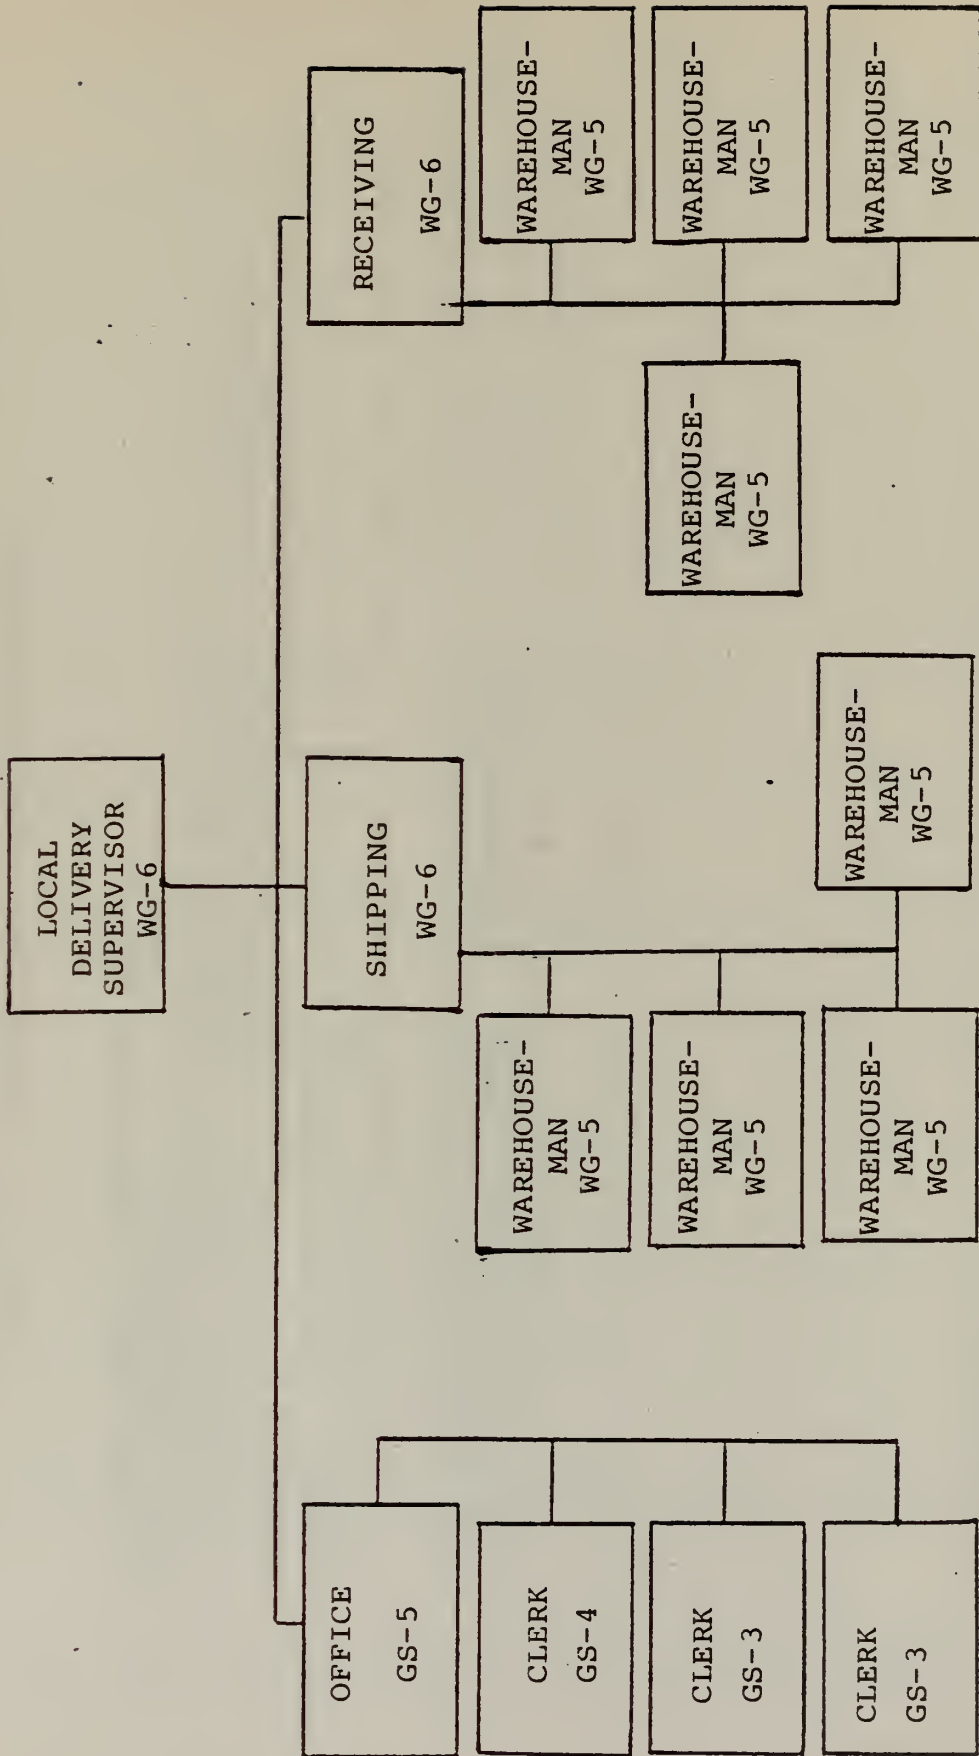 LOCAL
DELIVERY
SUPERVISOR
WG-6
OFFICE
GS-5
CLERK
GS-4
CLERK
GS-3
CLERK
GS-3
SHIPPING
WG-6
WAREHOUSE-
MAN
WG-5
WAREHOUSE-
MAN
WG-5
WAREHOUSE-
MAN
WG-5
WAREHOUSE-
MAN
WG-5
RECEIVING
WG-6
WAREHOUSE-
MAN
WG-5
WAREHOUSE-
MAN
WG-5
WAREHOUSE-
MAN
WG-5
WAREHOUSE-
MAN
WG-5